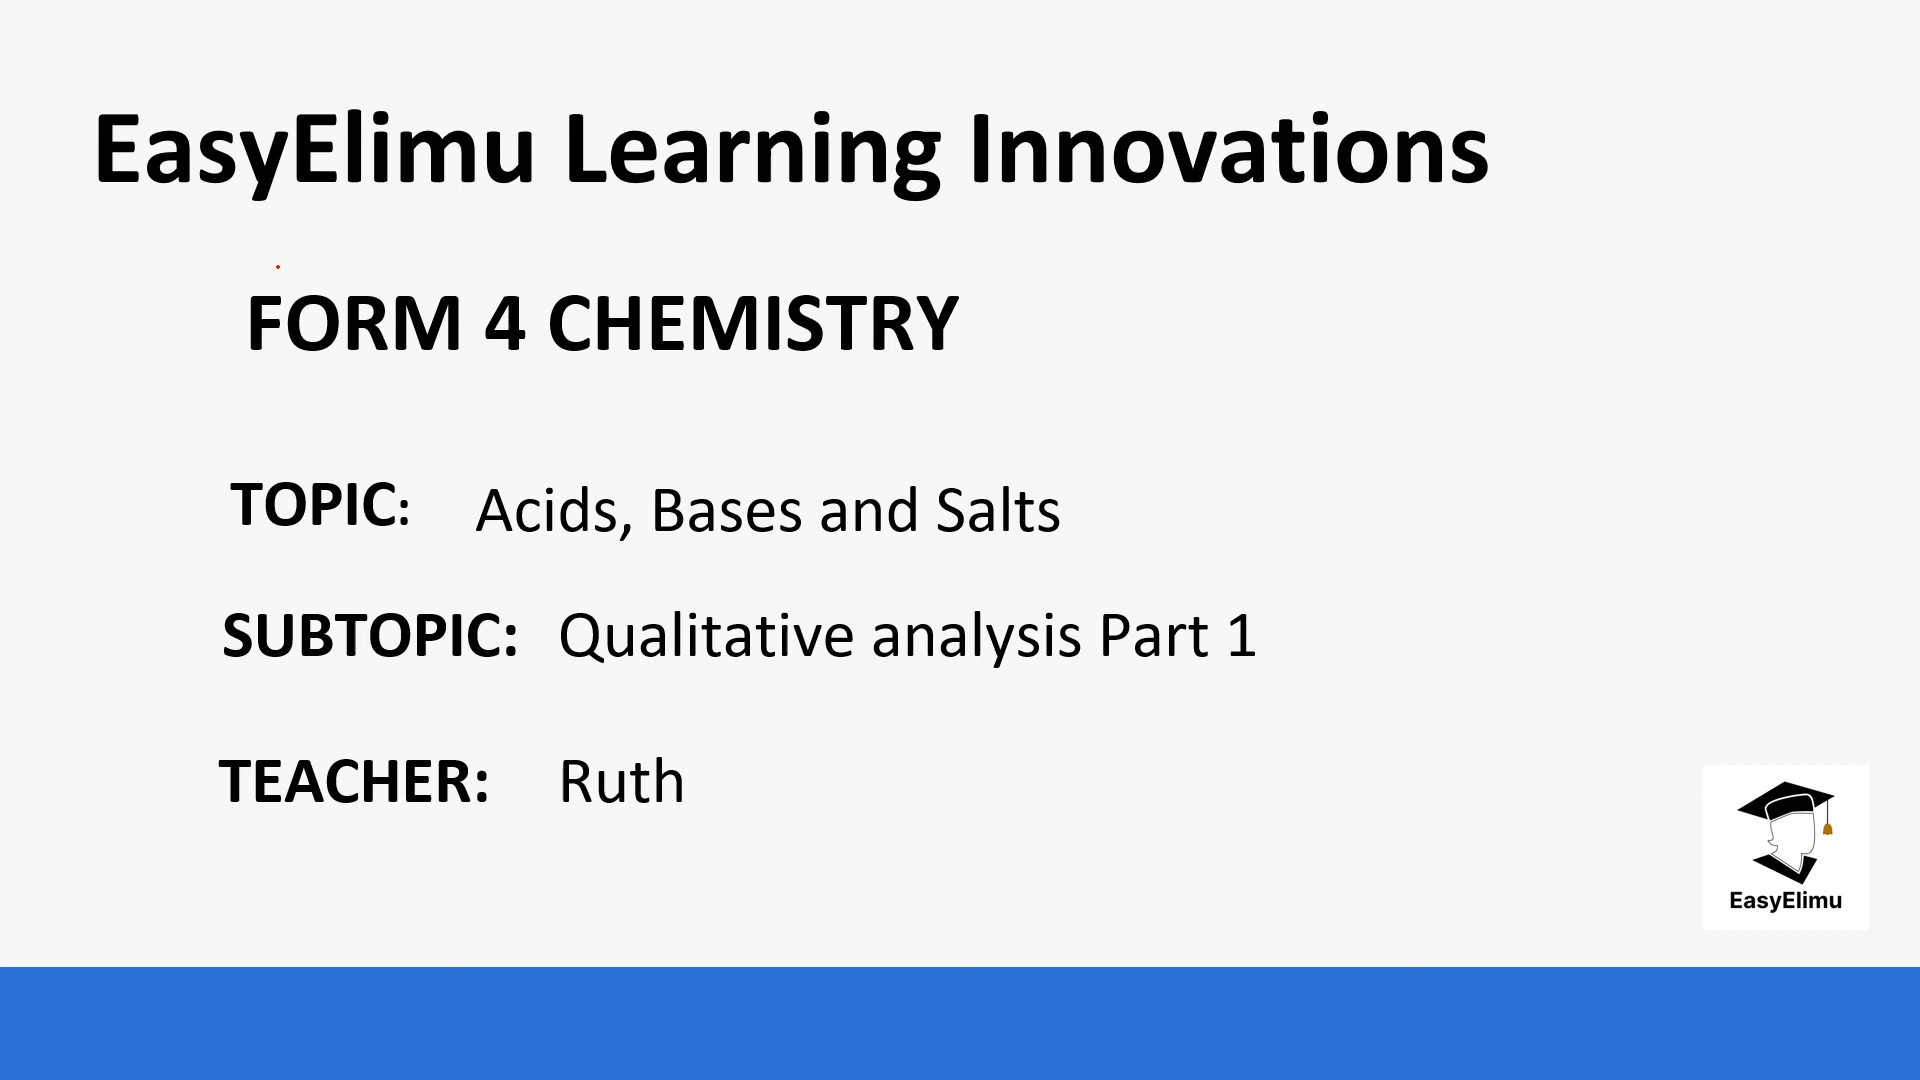 EasyElimu Learning Innovations
FORM 4 CHEMISTRY
TOPIC: Acids, Bases and Salts
SUBTOPIC: Qualitative analysis Part 1
TEACHER: Ruth
EasyElimu